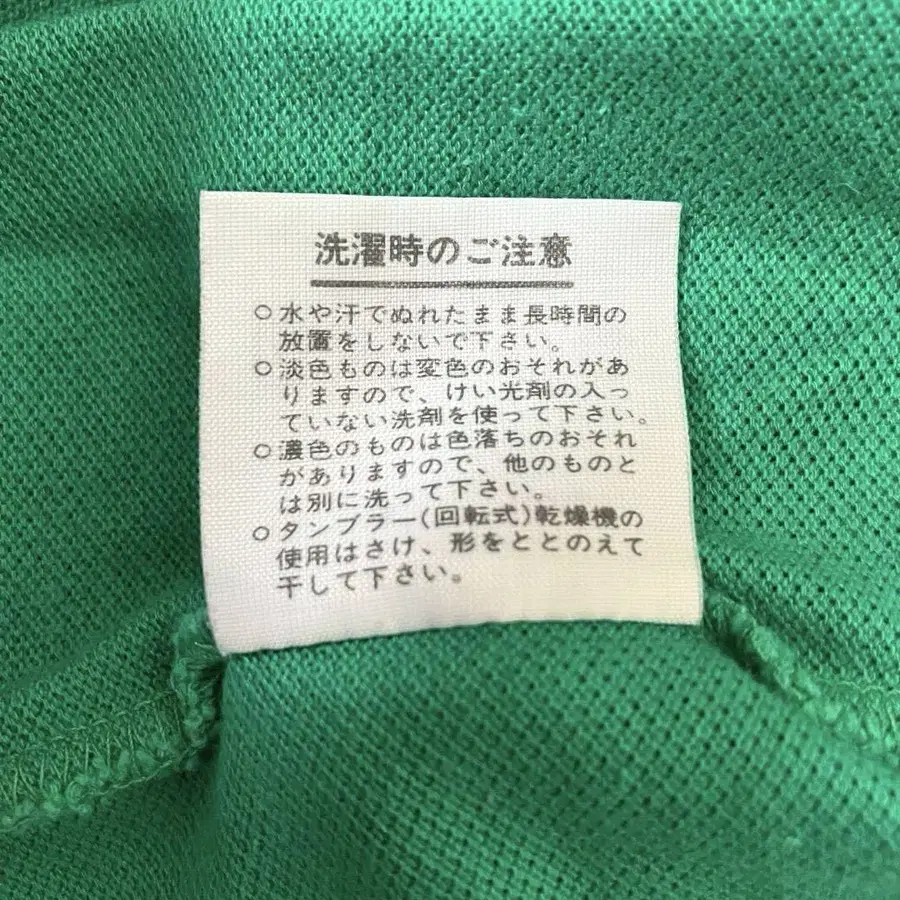 洗濯時のご注意
○水や汗でぬれたまま長時間の
放置をしないで下さい。
○淡色ものは変色のおそれがあ
りますので、けい光剤の入っ
ていない洗剤を使って下さい。
○濃色のものは色落ちのおそれ
がありますので、他のものと
は別に洗って下さい。
○タンブラー(回転式)乾燥機の
使用はさけ、形をととのえて
干して下さい。